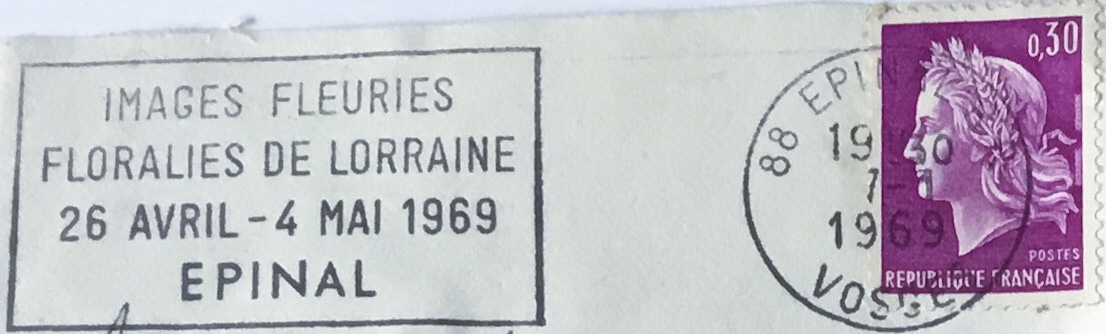 IMAGES FLEURIES
FLORALIES DE LORRAINE
26 AVRIL - 4 MAI 1969
EPINAL
88
1969
0,30
POSTES
REPUBLIQUE FRANÇAISE